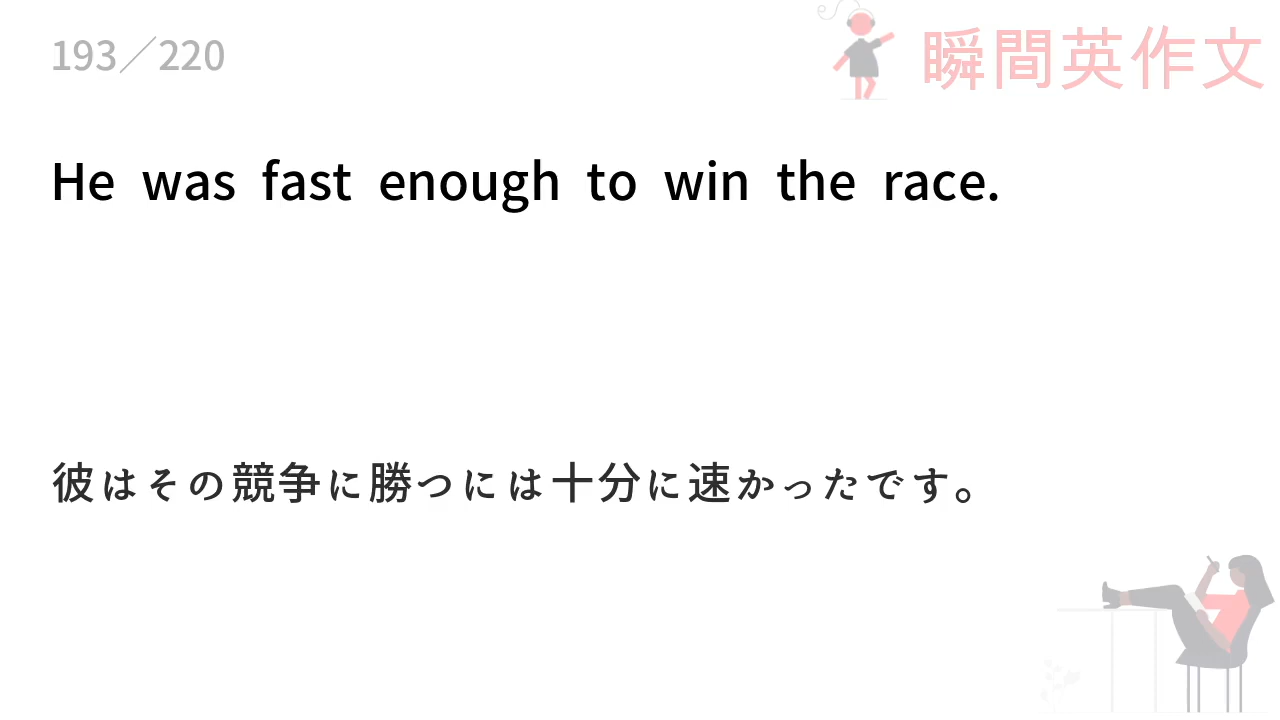 193／220
瞬間英作文
He was fast enough to win the race.
彼はその競争に勝つには十分に速かったです。